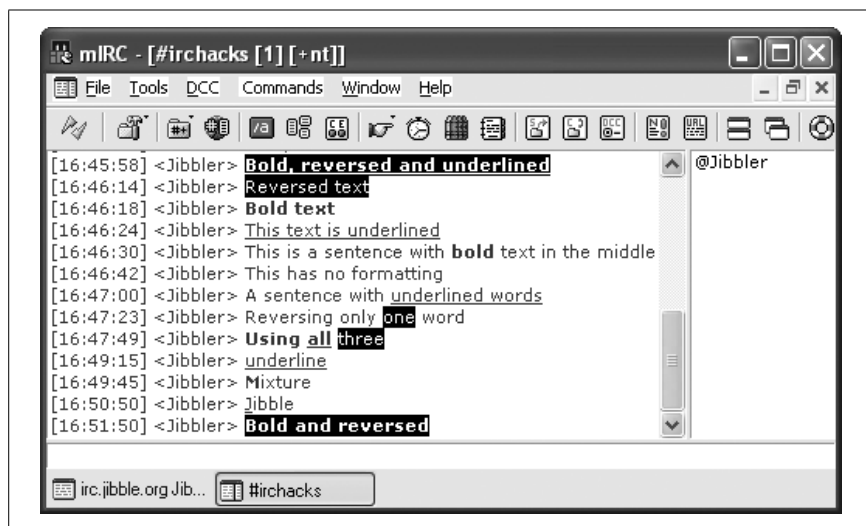 mIRC - [#irchacks [1] [+nt]]
File Tools DCC Commands Window Help
[16:45:58] <Jibbler> Bold, reversed and underlined
@Jibbler
[16:46:14] <Jibbler> Reversed text
[16:46:18] <Jibbler> Bold text
[16:46:24] <Jibbler> This text is underlined
[16:46:30] <Jibbler> This is a sentence with bold text in the middle
[16:46:42] <Jibbler> This has no formatting
[16:47:00] <Jibbler> A sentence with underlined words
[16:47:23] <Jibbler> Reversing only one word
[16:47:49] <Jibbler> Using all three
[16:49:15] <Jibbler> underline
[16:49:45] <Jibbler> Mixture
[16:50:50] <Jibbler> Jibble
[16:51:50] <Jibbler> Bold and reversed
irc.jibble.org Jib... #irchacks